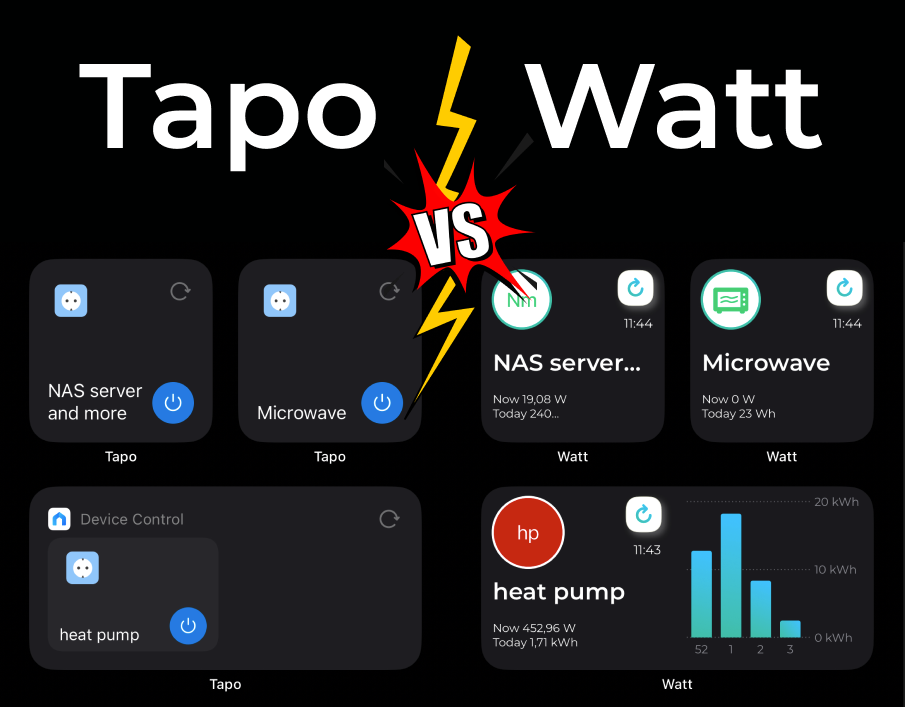 Tapo
Watt
VS
NAS server
and more
Tapo
Microwave
Tapo
Nm
11:44
NAS server...
Now 19,08 W
Today 240...
Watt
11:44
Microwave
Now 0 W
Today 23 Wh
Watt
Device Control
heat pump
Tapo
hp
11:43
heat pump
Now 452,96 W
Today 1,71 kWh
20 kWh
10 kWh
0 kWh
52 1 2 3
Watt